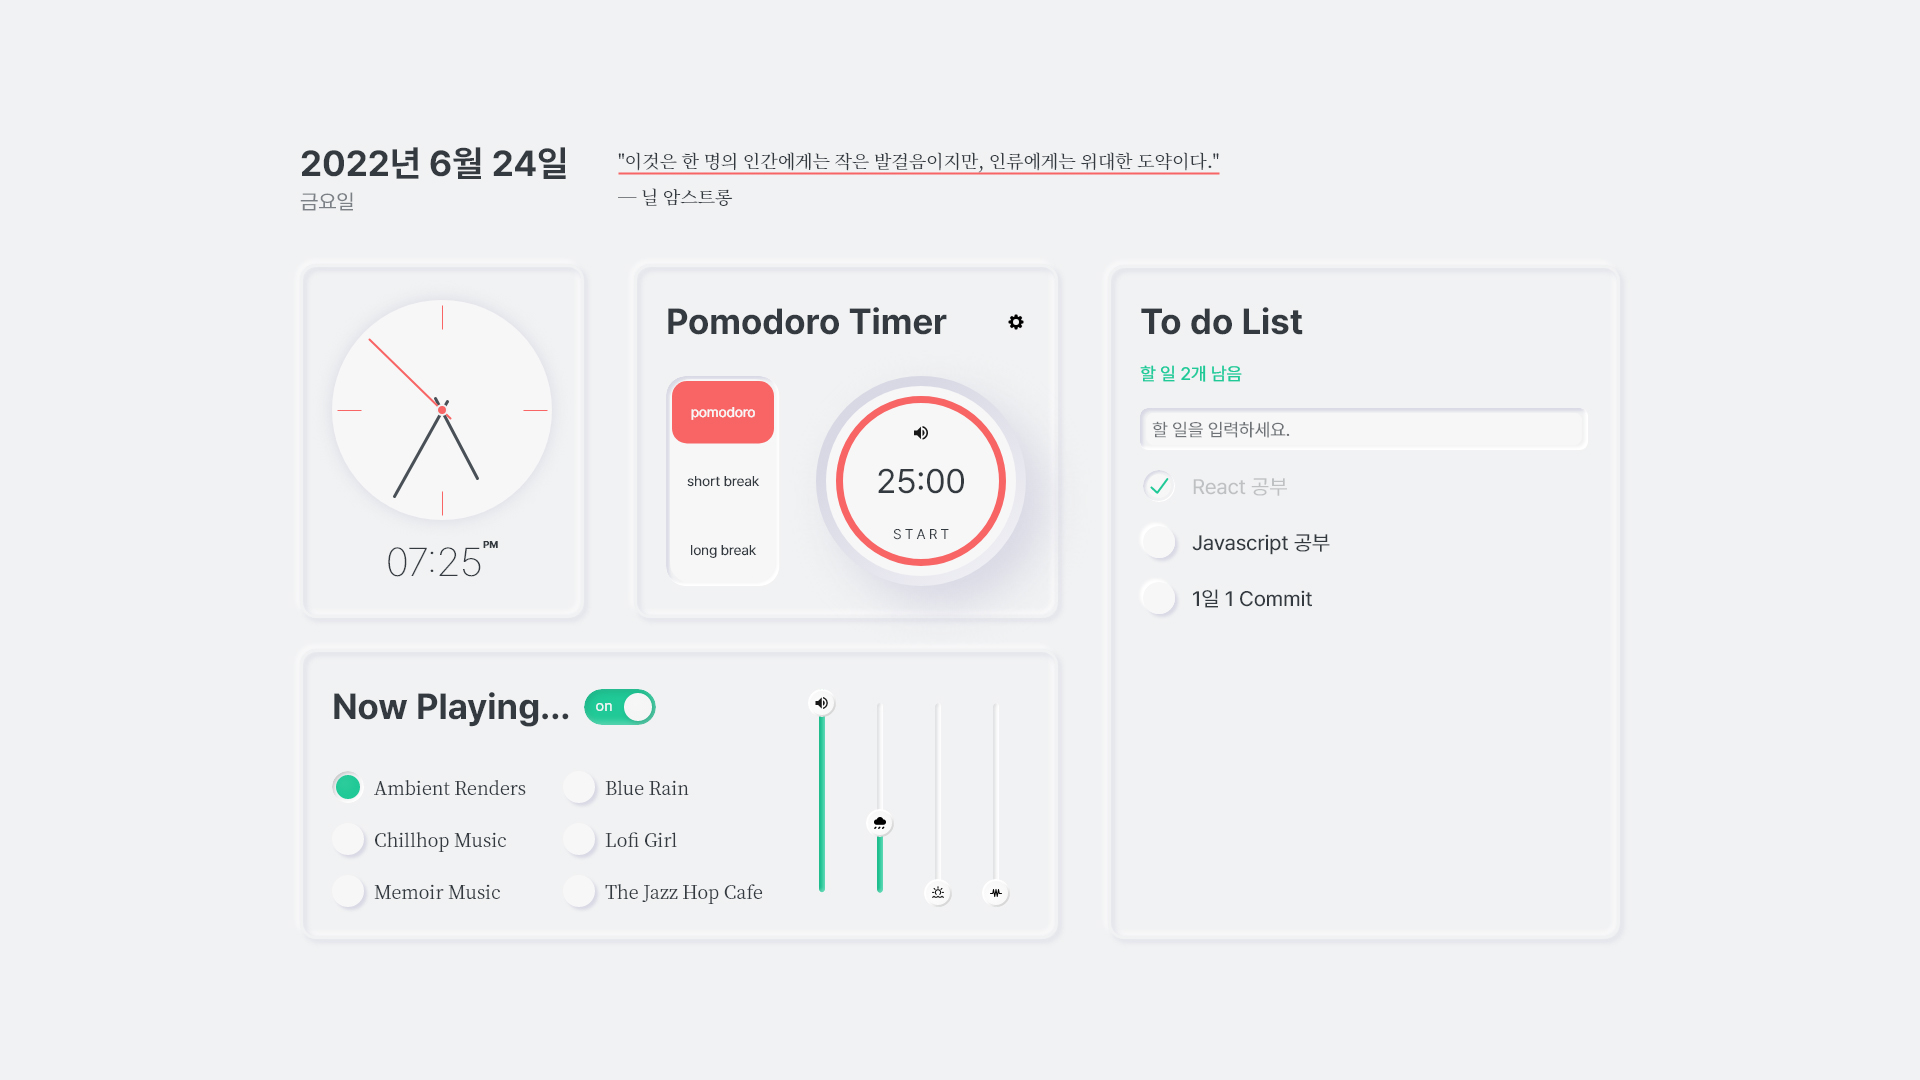 2022년 6월 24일
금요일
"이것은 한 명의 인간에게는 작은 발걸음이지만, 인류에게는 위대한 도약이다."
— 닐 암스트롱
07:25 PM
Pomodoro Timer
pomodoro
short break
long break
25:00
START
To do List
할 일 2개 남음
할 일을 입력하세요.
React 공부
Javascript 공부
1일 1 Commit
Now Playing...
on
Ambient Renders
Blue Rain
Chillhop Music
Lofi Girl
Memoir Music
The Jazz Hop Cafe